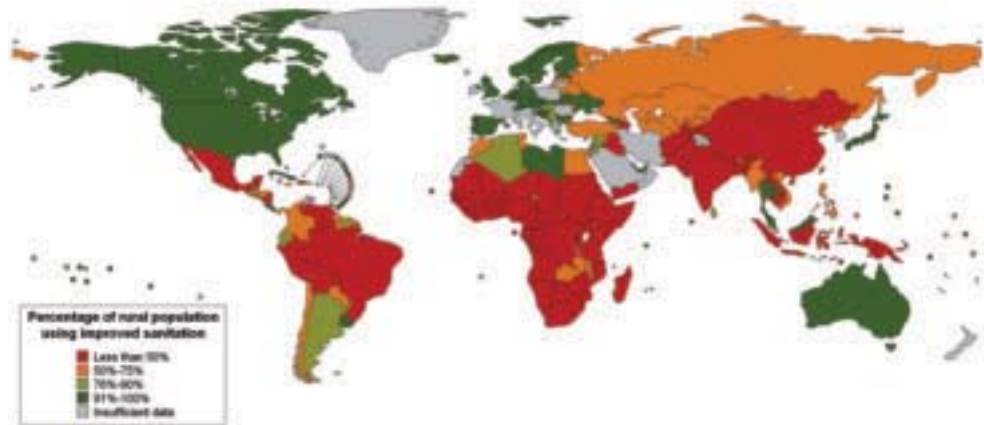 Percentage of rural population
using improved sanitation
Less than 50%
50%-75%
76%-90%
91%-100%
Insufficient data